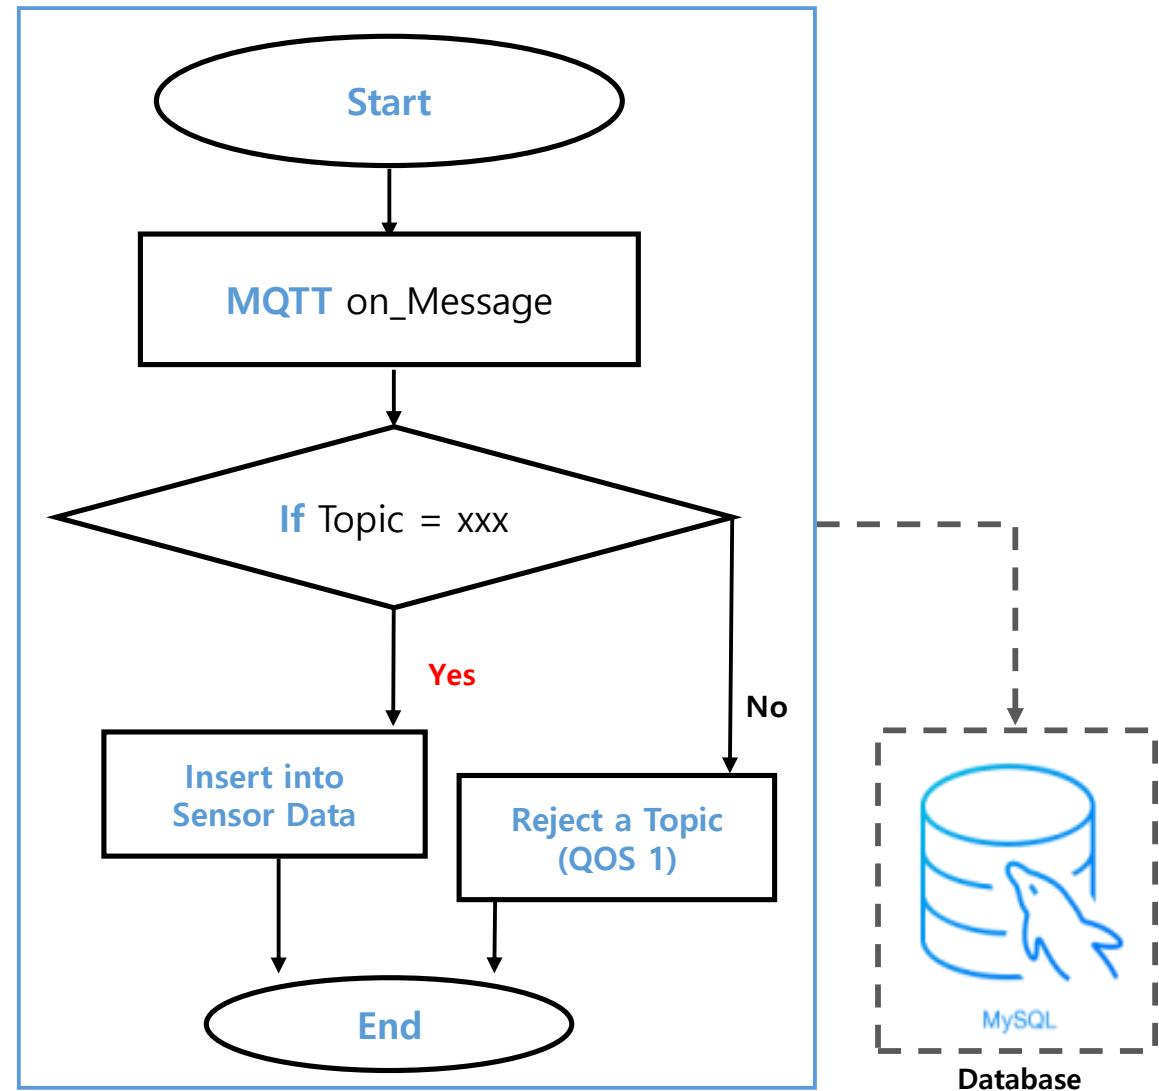 Start
MQTT on_Message
If Topic = xxx
Yes
No
Insert into
Sensor Data
Reject a Topic
(QOS 1)
End
MySQL
Database